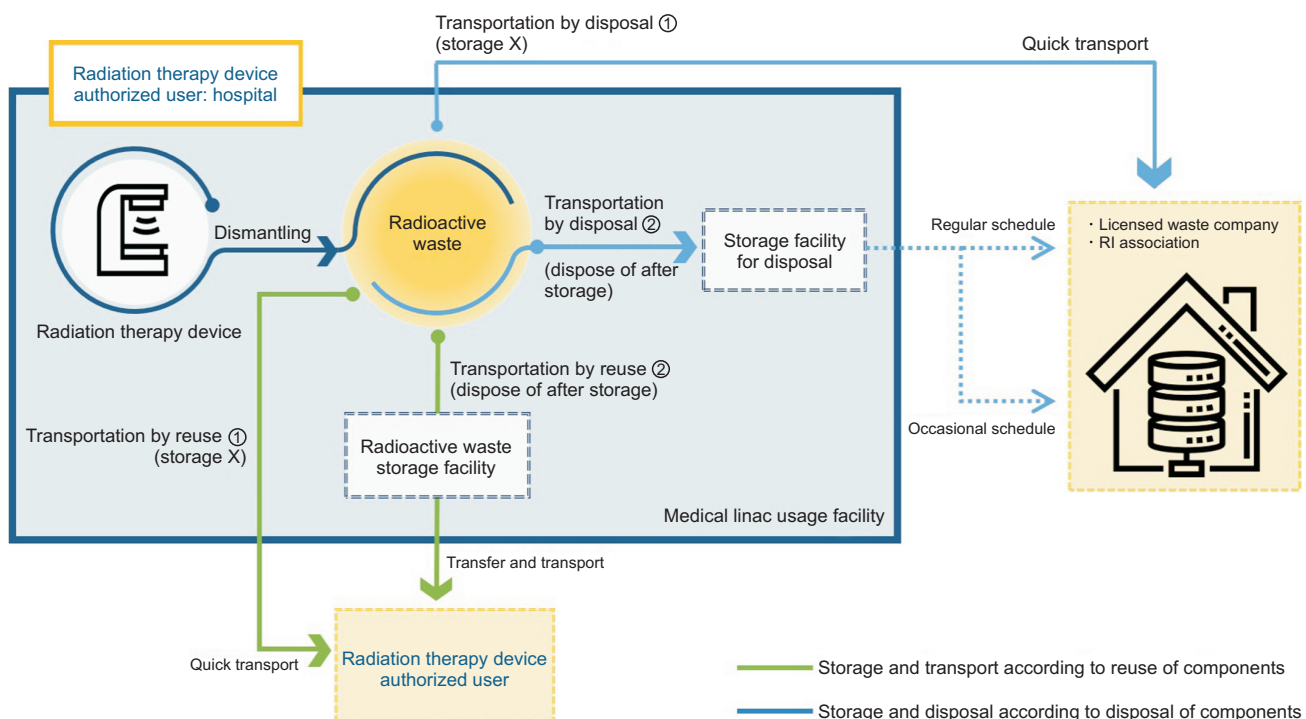 Transportation by disposal ①
(storage X)
Quick transport
Radiation therapy device
authorized user: hospital
Radioactive
waste
Dismantling
Radiation therapy device
Transportation
by disposal ②
(dispose of after
storage)
Storage facility
for disposal
Regular schedule
Occasional schedule
· Licensed waste company
· RI association
Transportation by reuse ②
(dispose of after storage)
Transportation by reuse ①
(storage X)
Radioactive waste
storage facility
Medical linac usage facility
Transfer and transport
Quick transport
Radiation therapy device
authorized user
Storage and transport according to reuse of components
Storage and disposal according to disposal of components